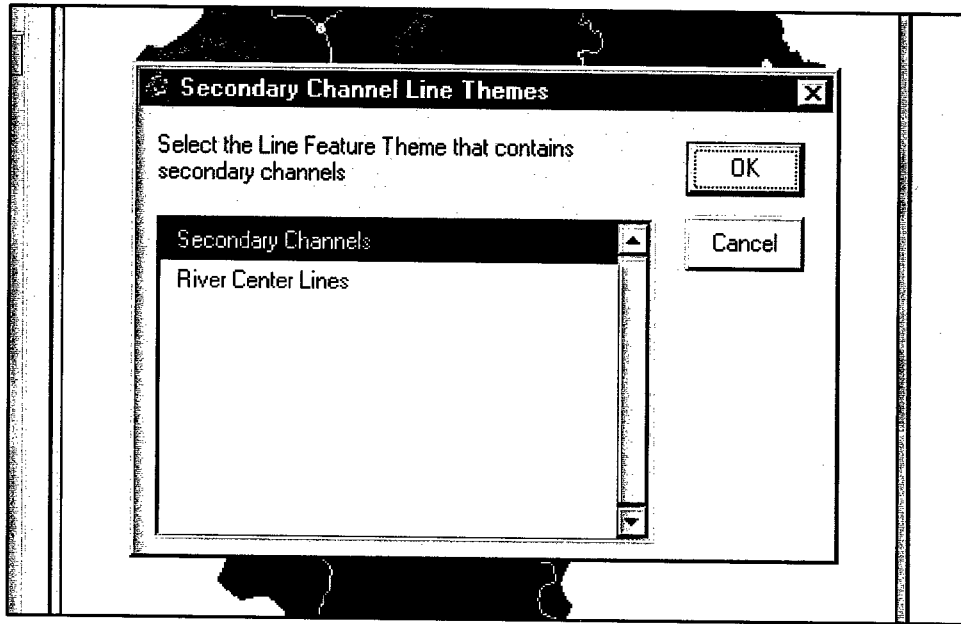 Secondary Channel Line Themes
Select the Line Feature Theme that contains
secondary channels
OK
Cancel
Secondary Channels
River Center Lines